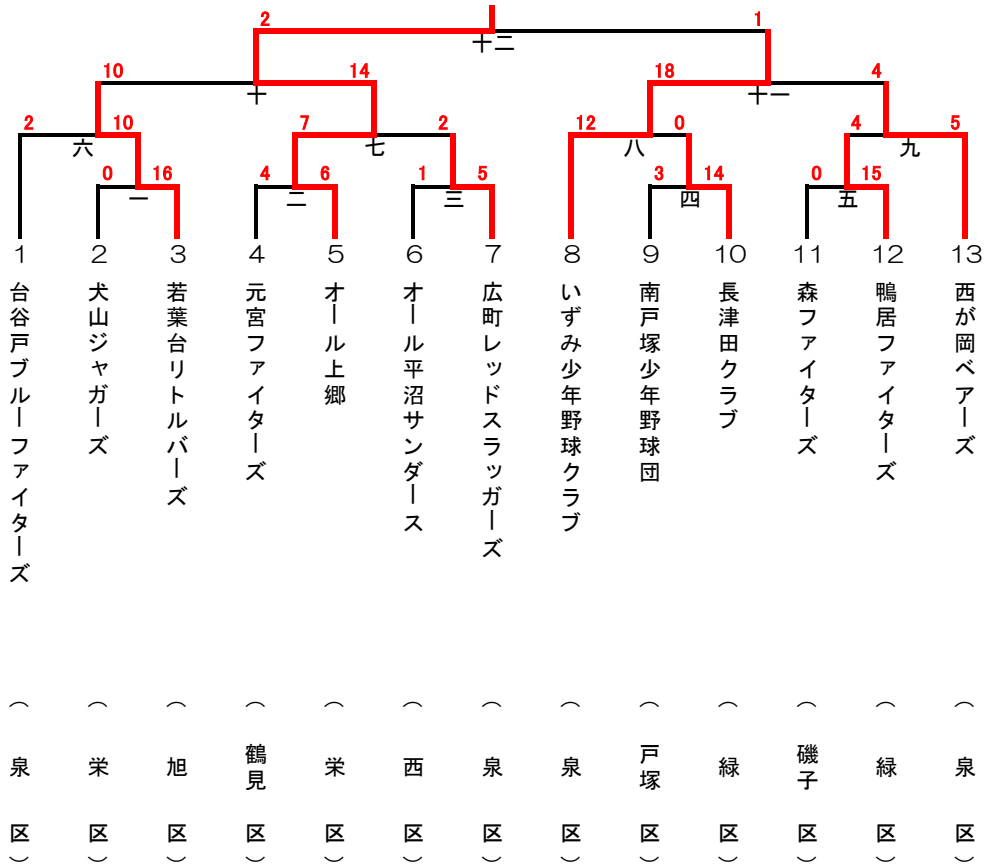 2 1
十二
10 14 18 4
十 十一
2 10 7 2 12 0 4 5
六 七 八 九
0 16 4 6 1 5 3 14 0 15
一 二 三 四 五
1 2 3 4 5 6 7 8 9 10 11 12 13
台谷戸ブルーファイターズ
犬山ジャガーズ
若葉台リトルバーズ
元宮ファイターズ
オール上郷
オール平沼サンダース
広町レッドスラッガーズ
いずみ少年野球クラブ
南戸塚少年野球団
長津田クラブ
森ファイターズ
鴨居ファイターズ
西が岡ベアーズ
（泉区）
（栄区）
（旭区）
（鶴見区）
（栄区）
（西区）
（泉区）
（泉区）
（戸塚区）
（緑区）
（磯子区）
（緑区）
（泉区）